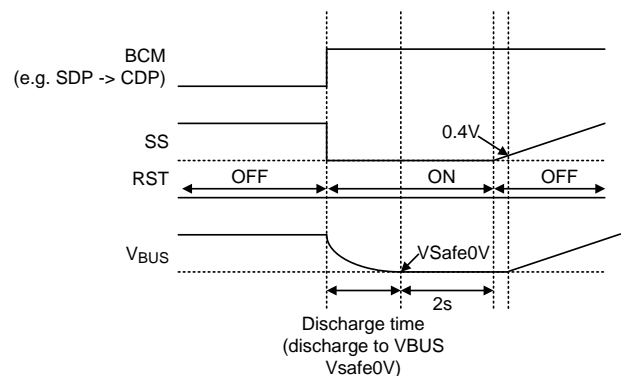 BCM
(e.g. SDP -> CDP)
0.4V
SS
RST
OFF
ON
OFF
VBUS
VSafe0V
2s
Discharge time
(discharge to VBUS
Vsafe0V)